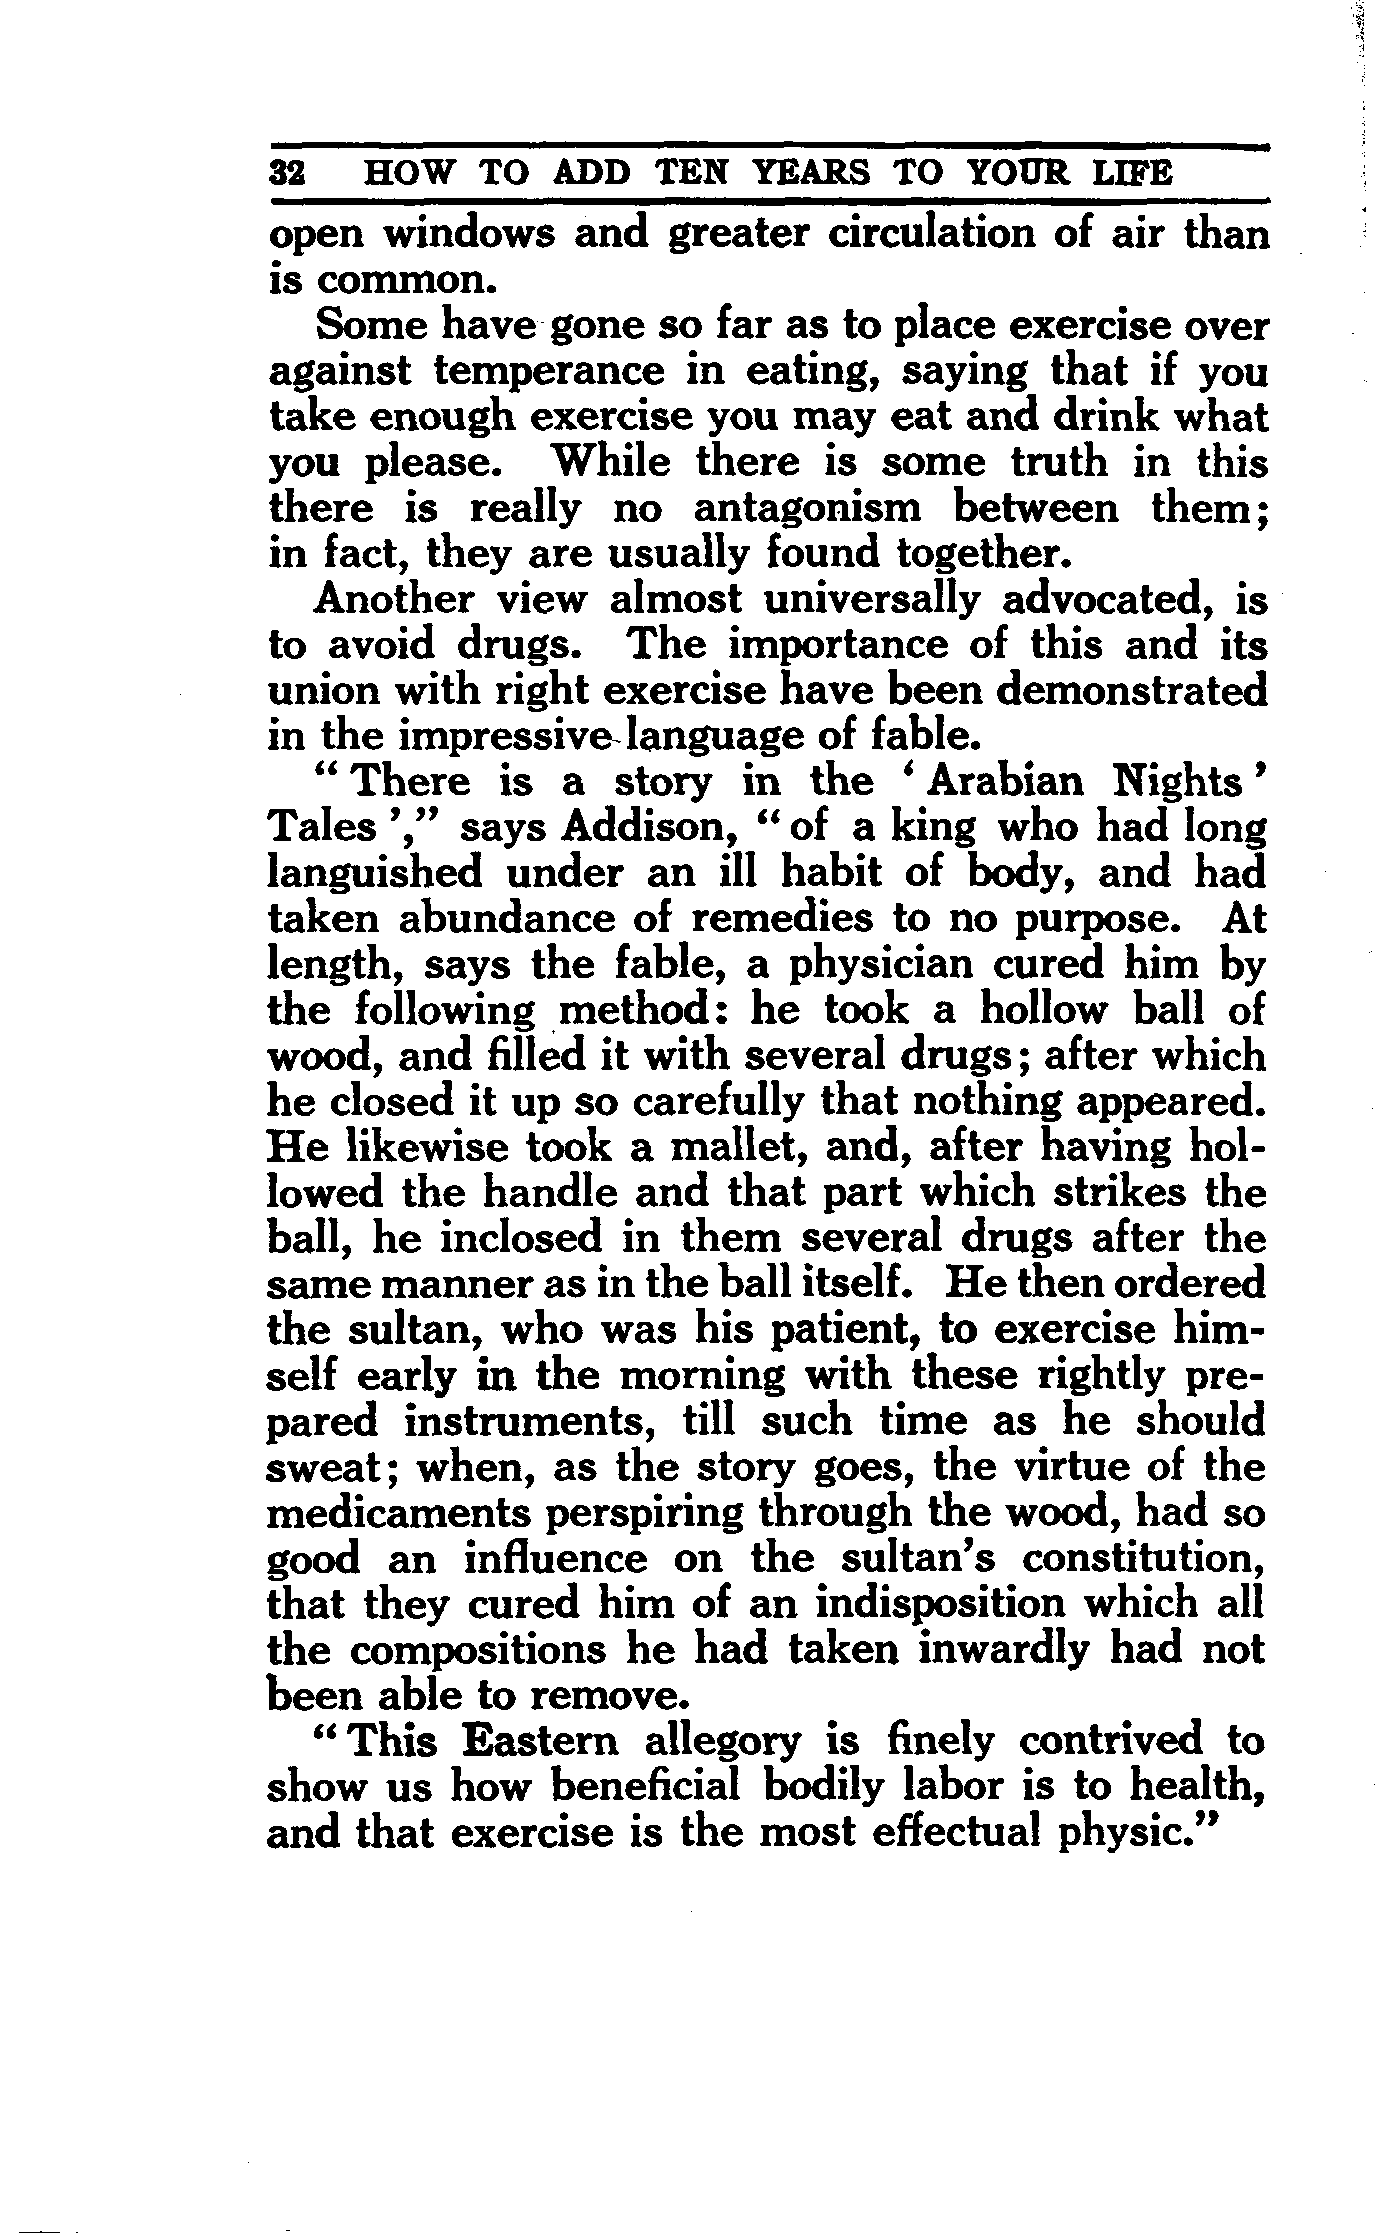 32 HOW TO ADD TEN YEARS TO YOUR LIFE
open windows and greater circulation of air than
is common.
Some have gone so far as to place exercise over
against temperance in eating, saying that if you
take enough exercise you may eat and drink what
you please. While there is some truth in this
there is really no antagonism between them;
in fact, they are usually found together.
Another view almost universally advocated, is
to avoid drugs. The importance of this and its
union with right exercise have been demonstrated
in the impressive language of fable.
“There is a story in the ‘Arabian Nights’
Tales’,” says Addison, “of a king who had long
languished under an ill habit of body, and had
taken abundance of remedies to no purpose. At
length, says the fable, a physician cured him by
the following method: he took a hollow ball of
wood, and filled it with several drugs; after which
he closed it up so carefully that nothing appeared.
He likewise took a mallet, and, after having hol-
lowed the handle and that part which strikes the
ball, he inclosed in them several drugs after the
same manner as in the ball itself. He then ordered
the sultan, who was his patient, to exercise him-
self early in the morning with these rightly pre-
pared instruments, till such time as he should
sweat; when, as the story goes, the virtue of the
medicaments perspiring through the wood, had so
good an influence on the sultan’s constitution,
that they cured him of an indisposition which all
the compositions he had taken inwardly had not
been able to remove.
“This Eastern allegory is finely contrived to
show us how beneficial bodily labor is to health,
and that exercise is the most effectual physic.”